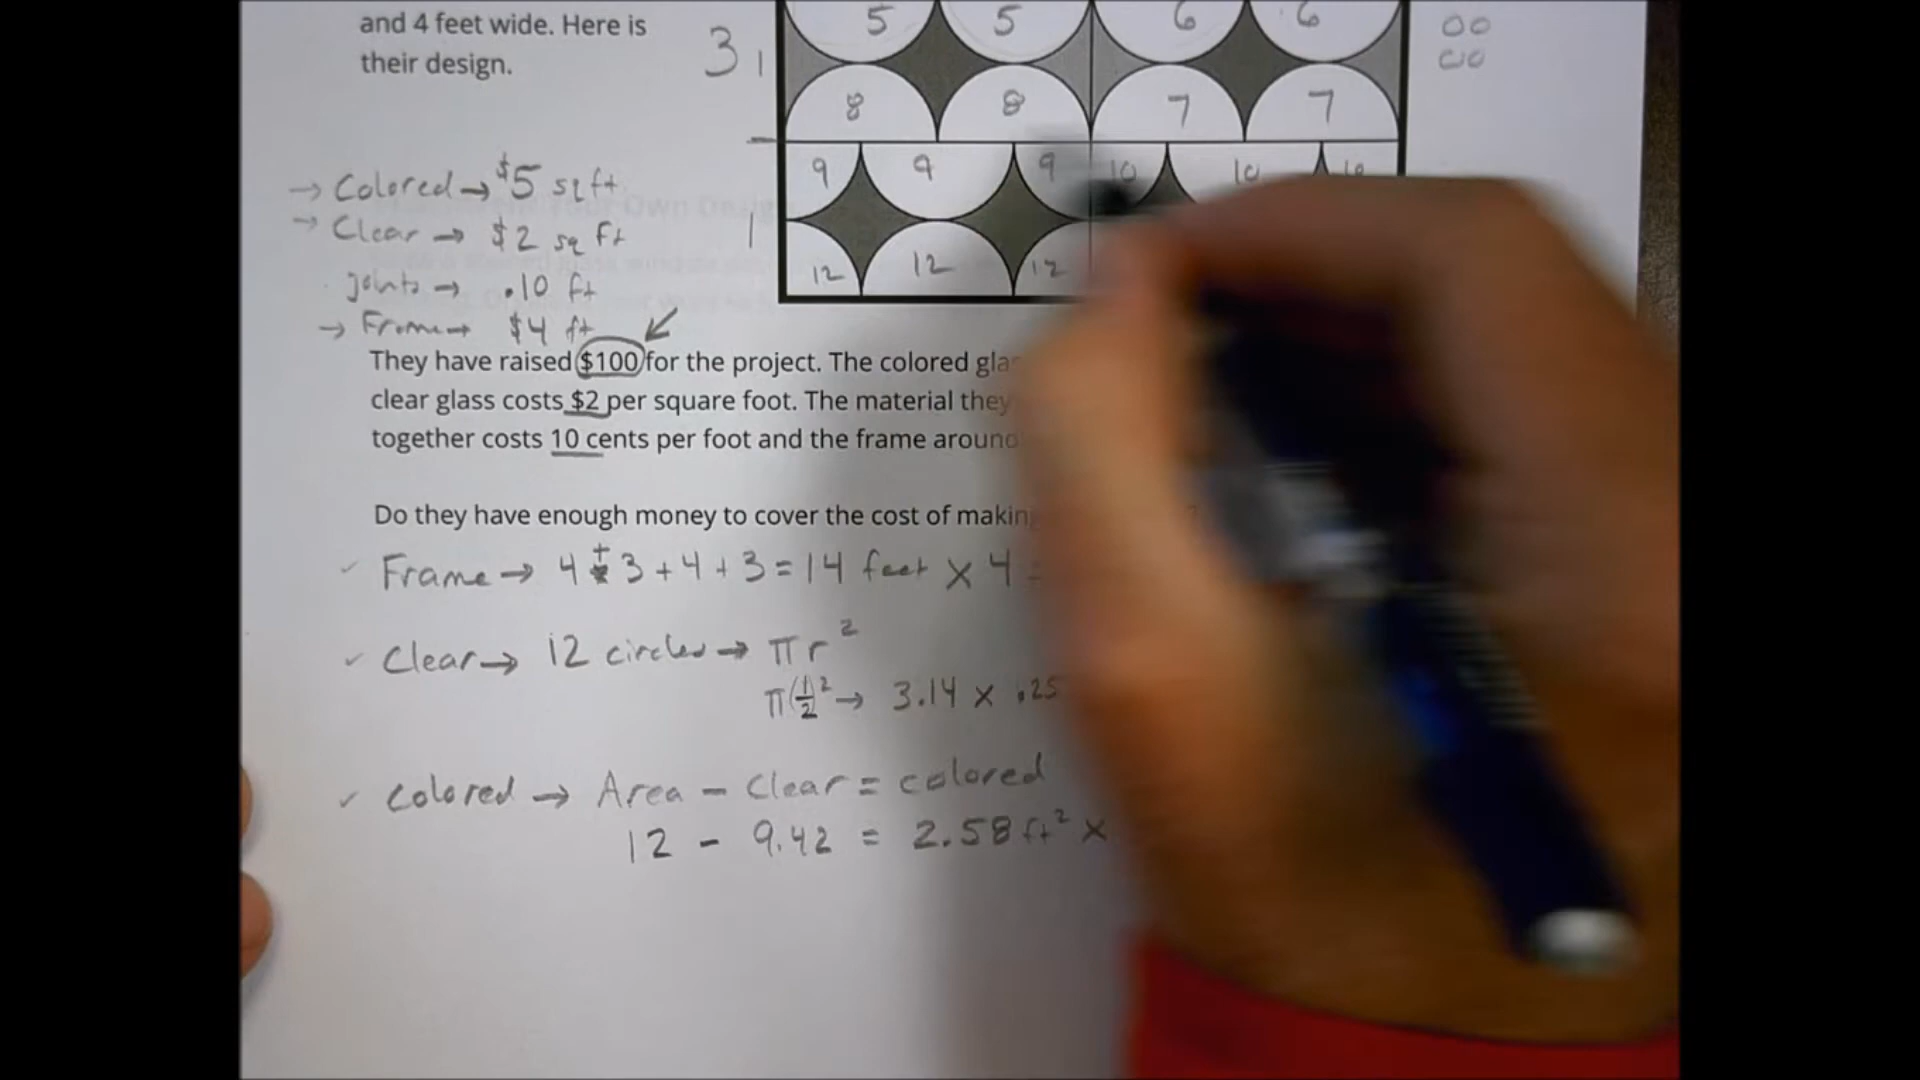 and 4 feet wide. Here is
their design.
5 5 6 6
3 1
8 8 7 7
9 9 9 10 10 10
1
12 12 12
→ Colored → $5 sq ft
→ Clear → $2 sq ft
joints → .10 ft
→ Frame → $4 ft
They have raised $100 for the project. The colored
clear glass costs $2 per square foot. The material they
together costs 10 cents per foot and the frame around
Do they have enough money to cover the cost of
✓ Frame → 4 + 3 + 4 + 3 = 14 feet × 4 =
✓ Clear → 12 circles → πr²
π(1/2)² → 3.14 × .25
✓ Colored → Area - Clear = colored
12 - 9.42 = 2.58 ft² ×